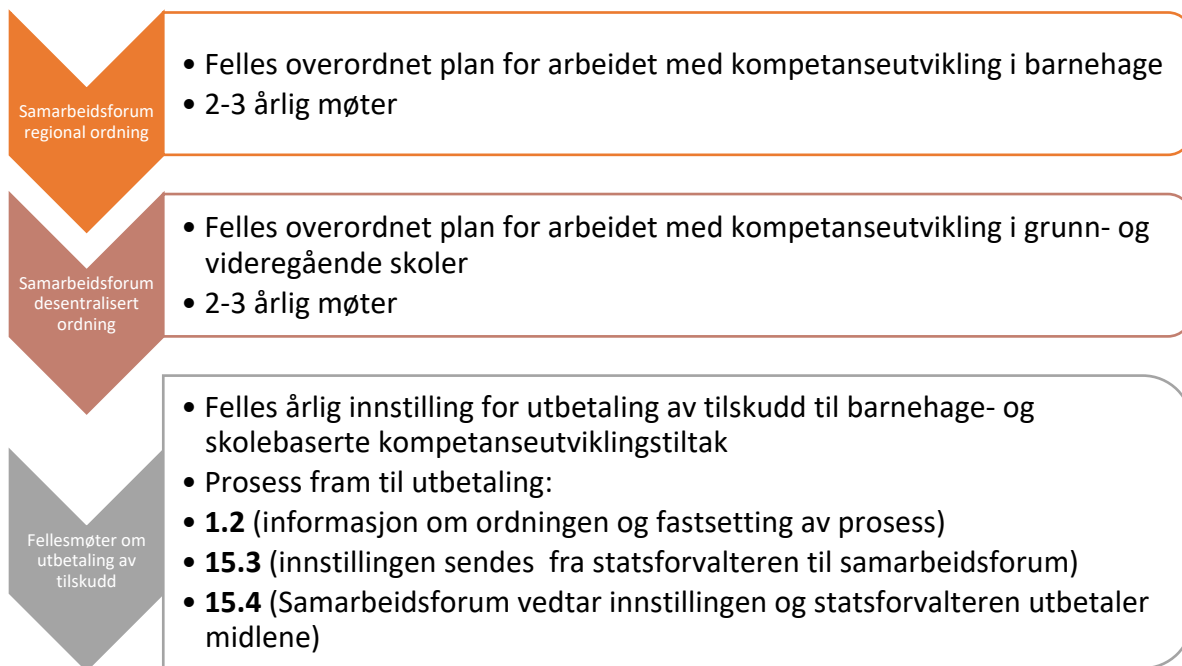 Samarbeidsforum
regional ordning
• Felles overordnet plan for arbeidet med kompetanseutvikling i barnehage
• 2-3 årlig møter
Samarbeidsforum
desentralisert
ordning
• Felles overordnet plan for arbeidet med kompetanseutvikling i grunn- og
videregående skoler
• 2-3 årlig møter
Fellesmøter om
utbetaling av
tilskudd
• Felles årlig innstilling for utbetaling av tilskudd til barnehage- og
skolebaserte kompetanseutviklingstiltak
• Prosess fram til utbetaling:
• 1.2 (informasjon om ordningen og fastsetting av prosess)
• 15.3 (innstillingen sendes fra statsforvalteren til samarbeidsforum)
• 15.4 (Samarbeidsforum vedtar innstillingen og statsforvalteren utbetaler
midlene)